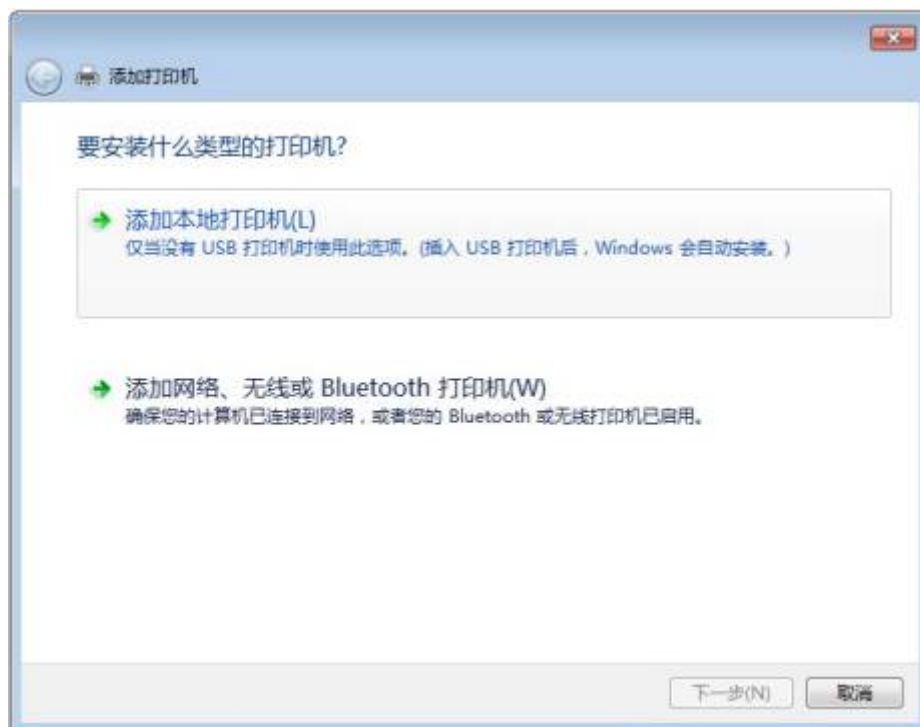 添加打印机
要安装什么类型的打印机?
添加本地打印机(L)
仅当没有 USB 打印机时使用此选项。(插入 USB 打印机后，Windows 会自动安装。)
添加网络、无线或 Bluetooth 打印机(W)
确保您的计算机已连接到网络，或者您的 Bluetooth 或无线打印机已启用。
下一步(N)
取消